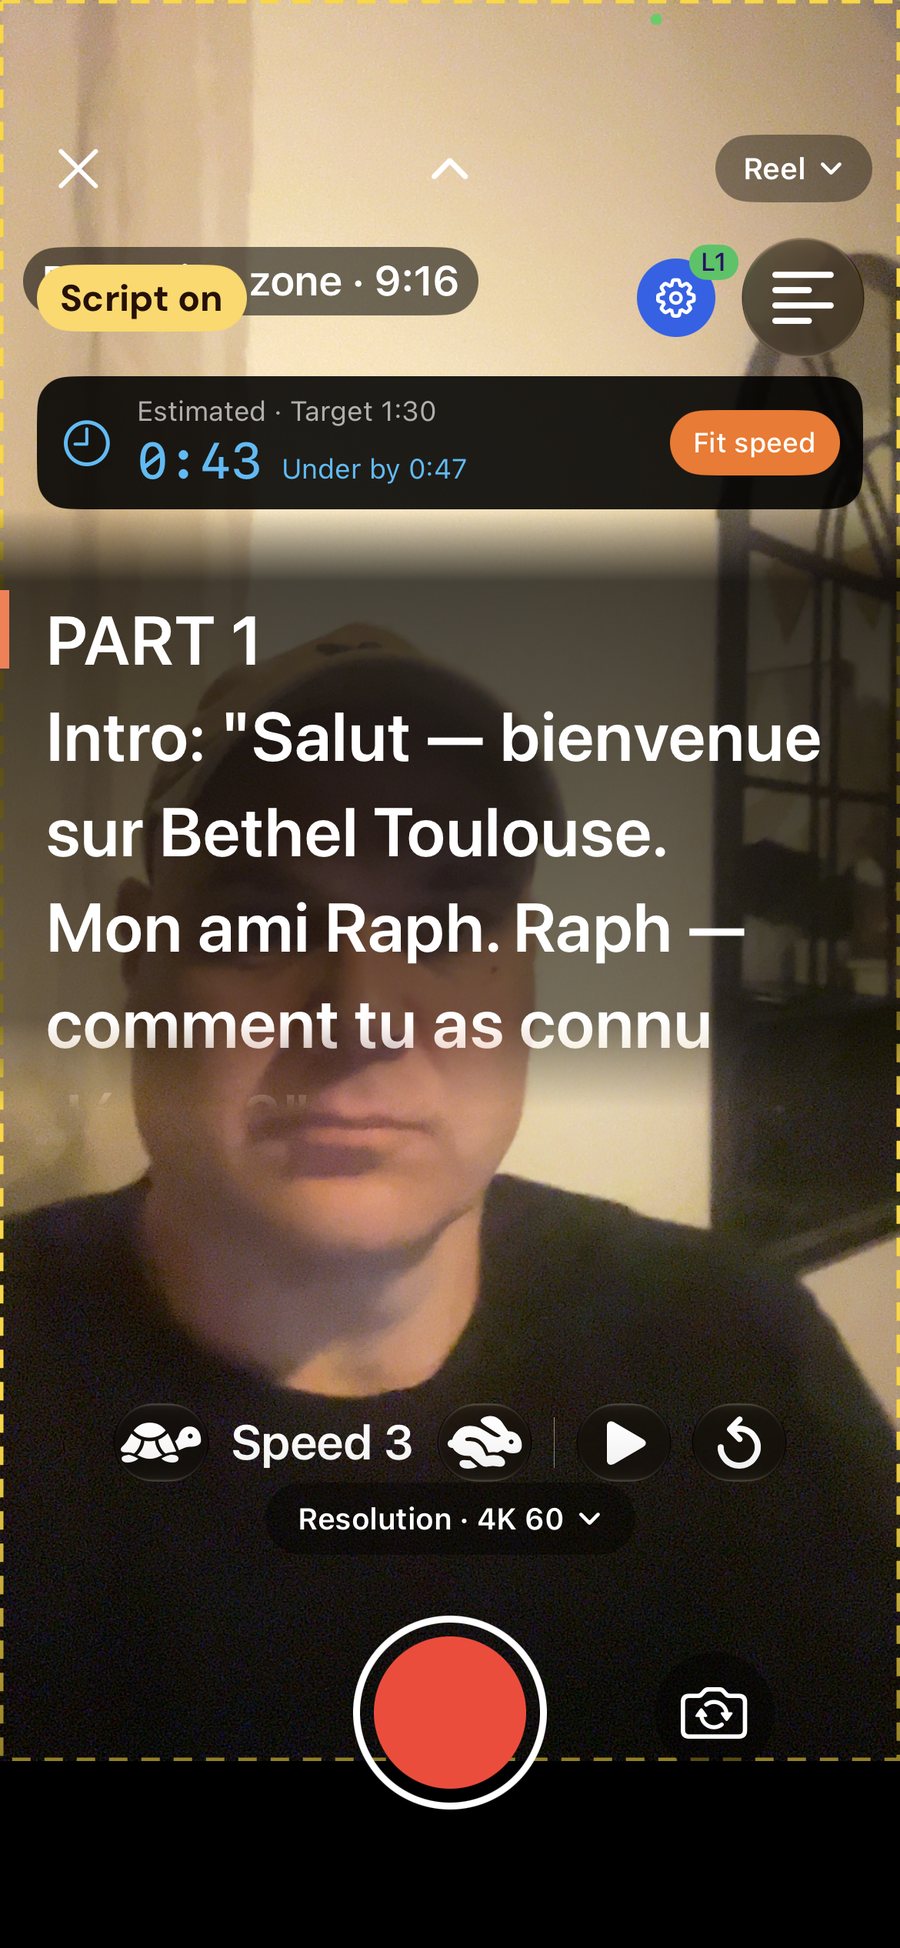 Reel
zone · 9:16
Script on
L1
Estimated · Target 1:30
0:43 Under by 0:47
Fit speed
PART 1
Intro: "Salut — bienvenue
sur Bethel Toulouse.
Mon ami Raph. Raph —
comment tu as connu
Speed 3
Resolution · 4K 60